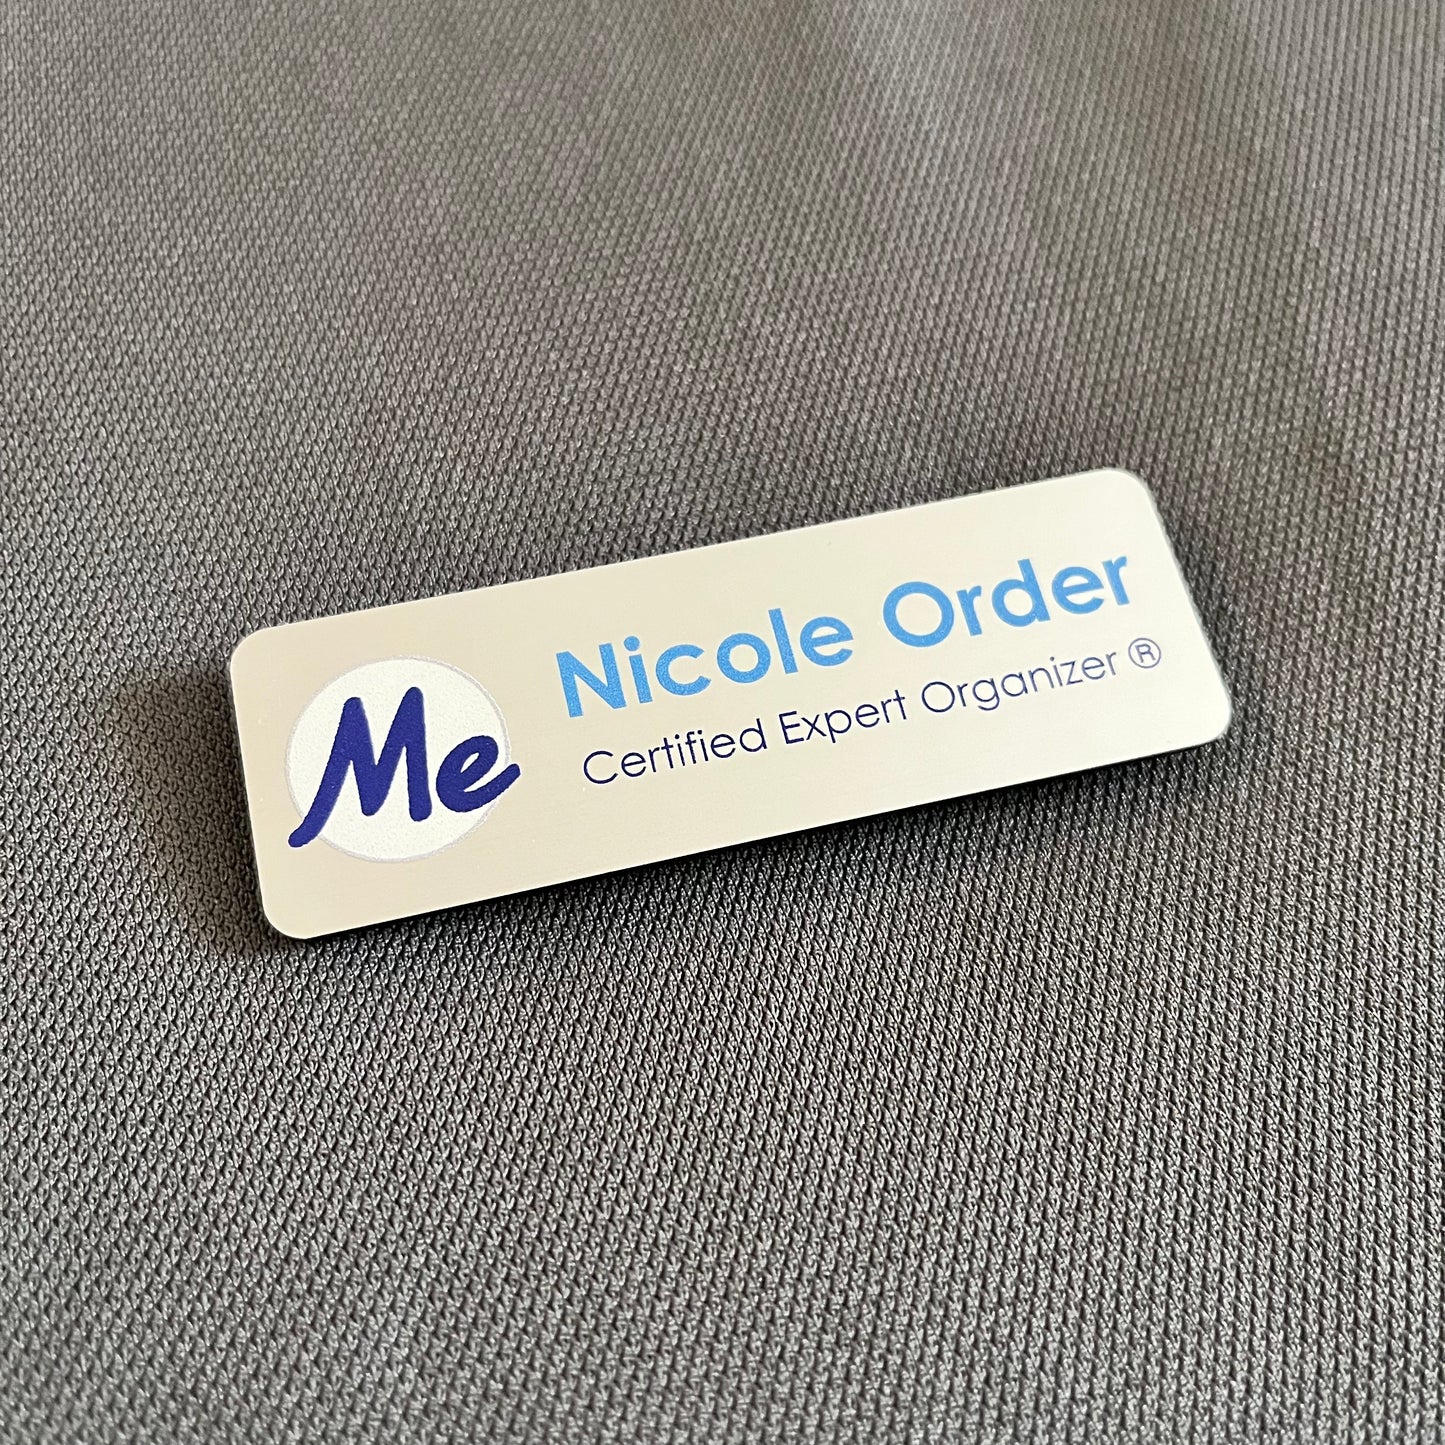 Me
Nicole Order
Certified Expert Organizer ®